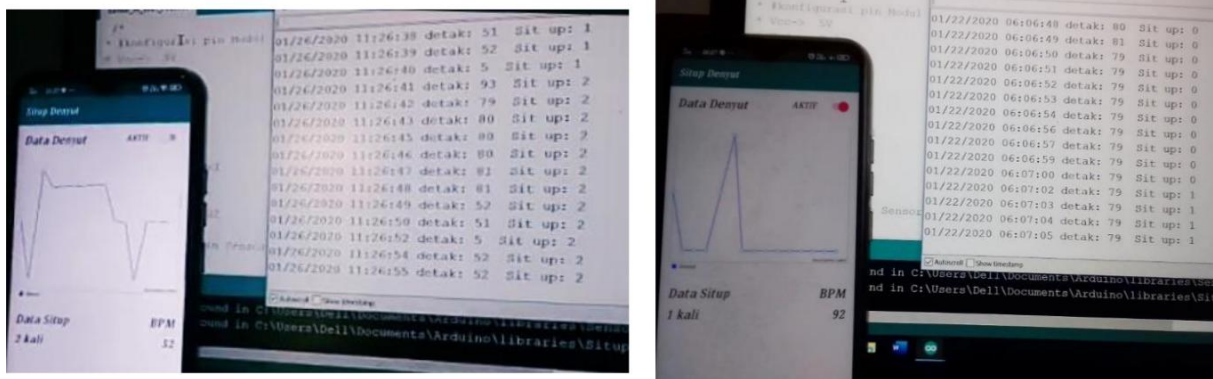 /*
* Ikonfigurasi pin Modul
* Vcc-> 5V
01/26/2020 11:26:38 detak: 51 Sit up: 1
01/26/2020 11:26:39 detak: 52 Sit up: 1
01/26/2020 11:26:40 detak: 5 Sit up: 1
01/26/2020 11:26:41 detak: 93 Sit up: 2
01/26/2020 11:26:42 detak: 79 Sit up: 2
01/26/2020 11:26:43 detak: 80 Sit up: 2
01/26/2020 11:26:45 detak: 80 Sit up: 2
01/26/2020 11:26:46 detak: 80 Sit up: 2
01/26/2020 11:26:47 detak: 81 Sit up: 2
01/26/2020 11:26:48 detak: 81 Sit up: 2
01/26/2020 11:26:49 detak: 52 Sit up: 2
01/26/2020 11:26:50 detak: 51 Sit up: 2
01/26/2020 11:26:52 detak: 5 Sit up: 2
01/26/2020 11:26:54 detak: 52 Sit up: 2
01/26/2020 11:26:55 detak: 52 Sit up: 2
Autoscroll Show timestamp
ound in C:\Users\Dell\Documents\Arduino\libraries\Senso
ound in C:\Users\Dell\Documents\Arduino\libraries\Situp
Situp Denyut
Data Denyut AKTIF
Data Situp BPM
2 kali 52
* Ikonfigurasi pin Modul
* Vcc-> 5V
01/22/2020 06:06:48 detak: 80 Sit up: 0
01/22/2020 06:06:49 detak: 81 Sit up: 0
01/22/2020 06:06:50 detak: 79 Sit up: 0
01/22/2020 06:06:51 detak: 79 Sit up: 0
01/22/2020 06:06:52 detak: 79 Sit up: 0
01/22/2020 06:06:53 detak: 79 Sit up: 0
01/22/2020 06:06:54 detak: 79 Sit up: 0
01/22/2020 06:06:56 detak: 79 Sit up: 0
01/22/2020 06:06:57 detak: 79 Sit up: 0
01/22/2020 06:06:59 detak: 79 Sit up: 0
01/22/2020 06:07:00 detak: 79 Sit up: 0
01/22/2020 06:07:02 detak: 79 Sit up: 1
01/22/2020 06:07:03 detak: 79 Sit up: 1
01/22/2020 06:07:04 detak: 79 Sit up: 1
01/22/2020 06:07:05 detak: 79 Sit up: 1
Sensor
Autoscroll Show timestamp
nd in C:\Users\Dell\Documents\Arduino\libraries\Sen
nd in C:\Users\Dell\Documents\Arduino\libraries\Sit
Situp Denyut
Data Denyut AKTIF
Data Situp BPM
1 kali 92